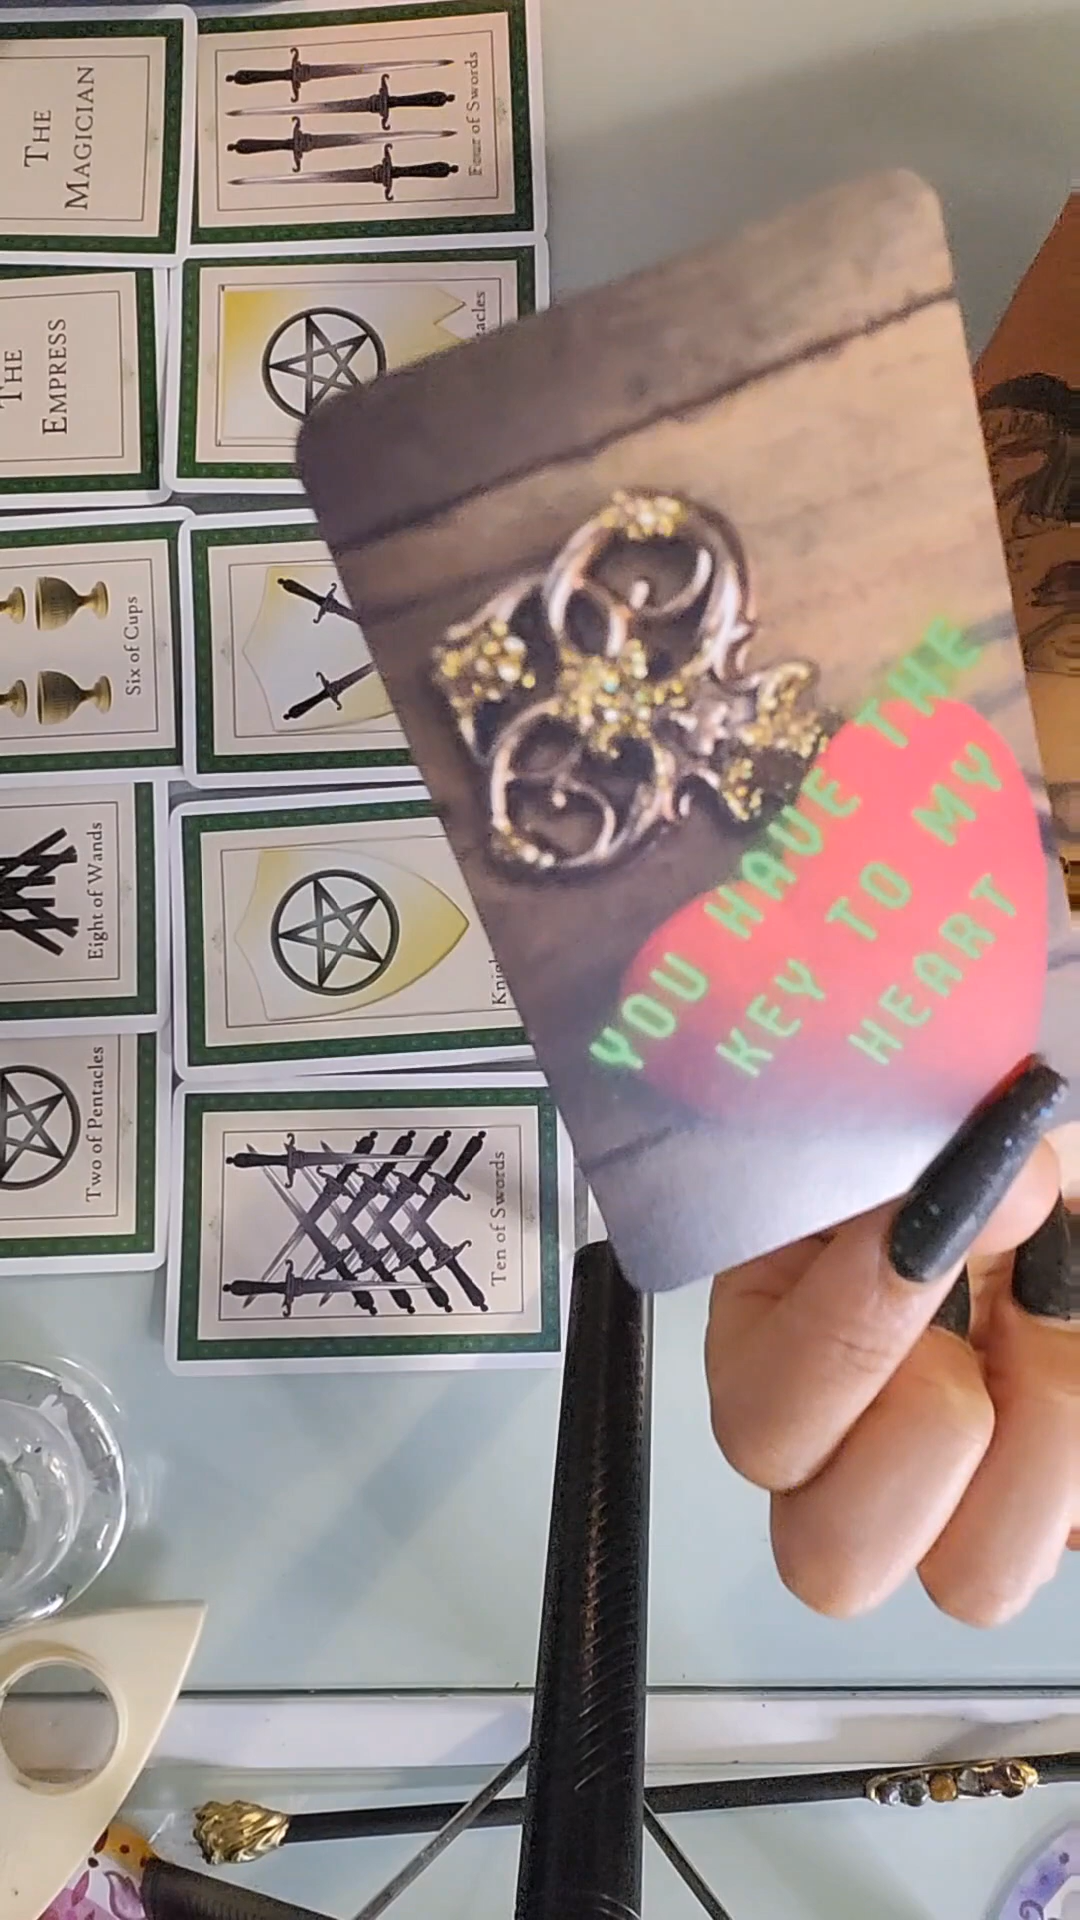 THE
MAGICIAN
Four of Swords
THE
EMPRESS
tacles
Six of Cups
Eight of Wands
Knigh
Two of Pentacles
Ten of Swords
YOU HAVE THE
KEY TO MY
HEART